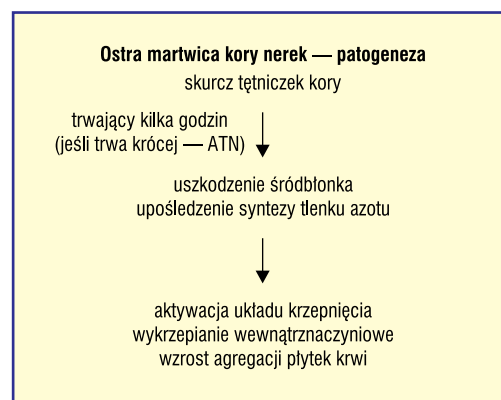 Ostra martwica kory nerek — patogeneza
skurcz tętniczek kory
trwający kilka godzin
(jeśli trwa krócej — ATN)
uszkodzenie śródbłonka
upośledzenie syntezy tlenku azotu
aktywacja układu krzepnięcia
wykrzepianie wewnątrznaczyniowe
wzrost agregacji płytek krwi